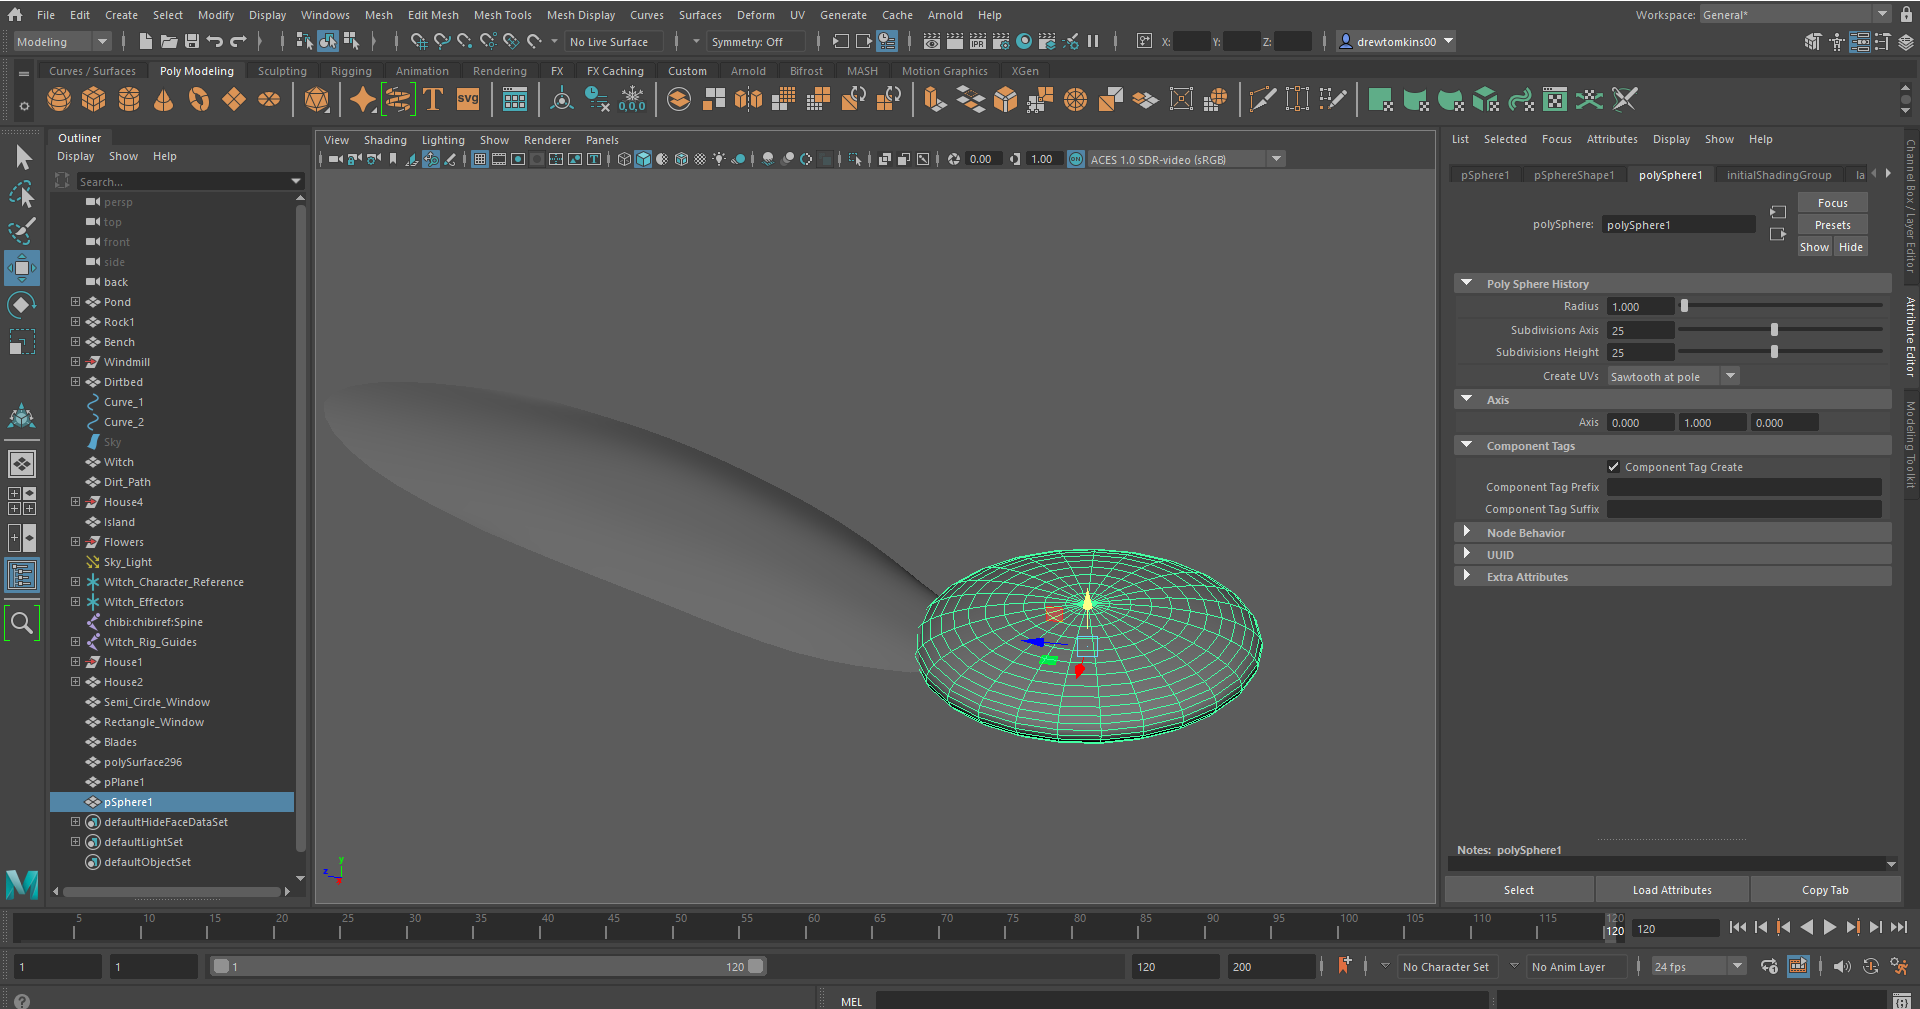 File Edit Create Select Modify Display Windows Mesh Edit Mesh Mesh Tools Mesh Display Curves Surfaces Deform UV Generate Cache Arnold Help Workspace: General*
Modeling No Live Surface Symmetry: Off IPR X: Y: Z: drewtomkins00
Curves / Surfaces Poly Modeling Sculpting Rigging Animation Rendering FX FX Caching Custom Arnold Bifrost MASH Motion Graphics XGen
T SVG 0,0,0
Outliner
Display Show Help
Search...
persp
top
front
side
back
Pond
Rock1
Bench
Windmill
Dirtbed
Curve_1
Curve_2
Sky
Witch
Dirt_Path
House4
Island
Flowers
Sky_Light
Witch_Character_Reference
Witch_Effectors
chibi:chibiref:Spine
Witch_Rig_Guides
House1
House2
Semi_Circle_Window
Rectangle_Window
Blades
polySurface296
pPlane1
pSphere1
defaultHideFaceDataSet
defaultLightSet
defaultObjectSet
View Shading Lighting Show Renderer Panels
0.00 1.00 ON ACES 1.0 SDR-video (sRGB)
y
z
List Selected Focus Attributes Display Show Help
pSphere1 pSphereShape1 polySphere1 initialShadingGroup la
polySphere: polySphere1
Focus
Presets
Show Hide
Poly Sphere History
Radius 1.000
Subdivisions Axis 25
Subdivisions Height 25
Create UVs Sawtooth at pole
Axis
Axis 0.000 1.000 0.000
Component Tags
Component Tag Create
Component Tag Prefix
Component Tag Suffix
Node Behavior
UUID
Extra Attributes
Notes: polySphere1
Select Load Attributes Copy Tab
Channel Box / Layer Editor
Attribute Editor
Modeling Toolkit
5 10 15 20 25 30 35 40 45 50 55 60 65 70 75 80 85 90 95 100 105 110 115 120
120 120
1 1 1 120 120 200 No Character Set No Anim Layer 24 fps
MEL